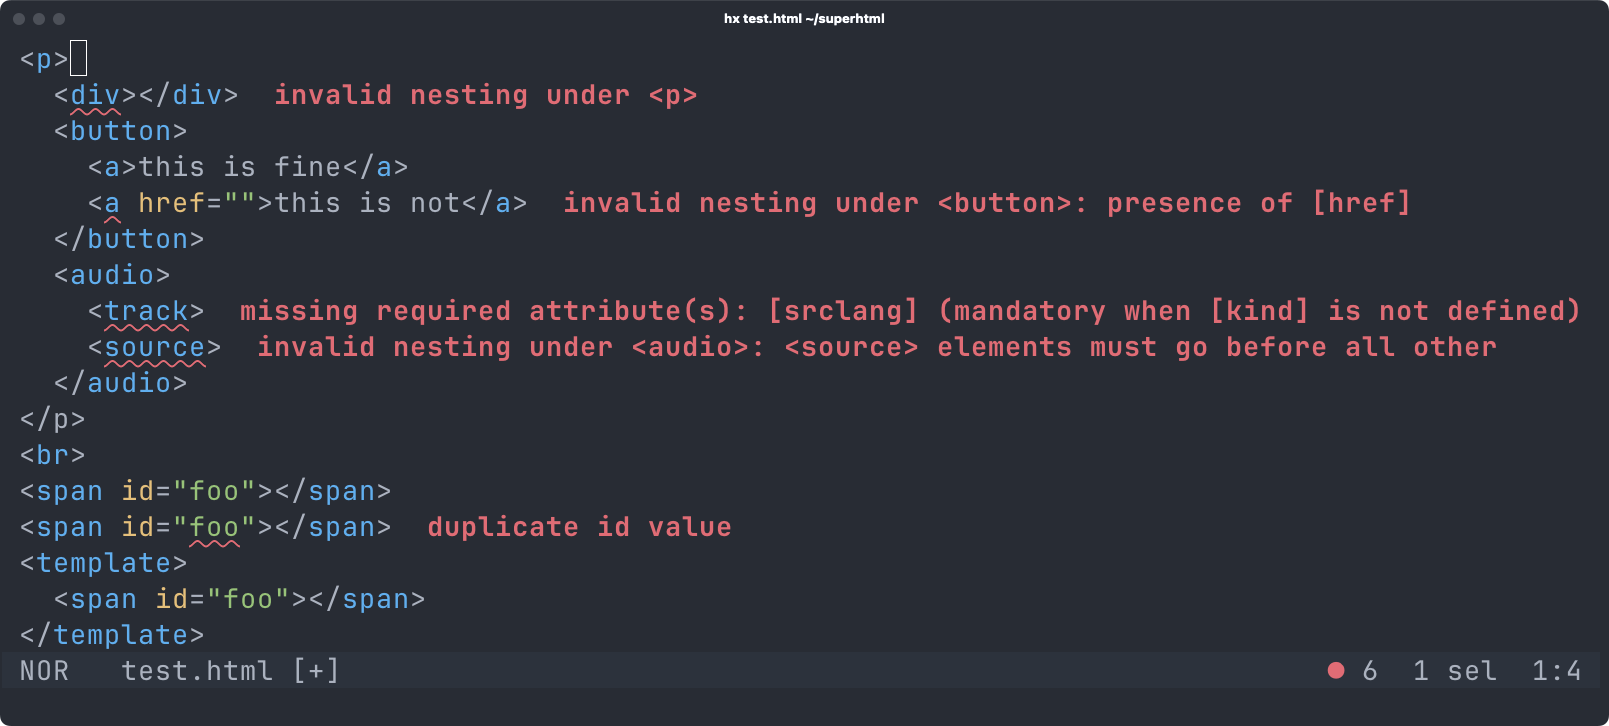 hx test.html ~/superhtml
<p>
  <div></div>  invalid nesting under <p>
  <button>
    <a>this is fine</a>
    <a href="">this is not</a>  invalid nesting under <button>: presence of [href]
  </button>
  <audio>
    <track>  missing required attribute(s): [srclang] (mandatory when [kind] is not defined)
    <source>  invalid nesting under <audio>: <source> elements must go before all other
  </audio>
</p>
<br>
<span id="foo"></span>
<span id="foo"></span>  duplicate id value
<template>
  <span id="foo"></span>
</template>
NOR   test.html [+]   ● 6  1 sel  1:4